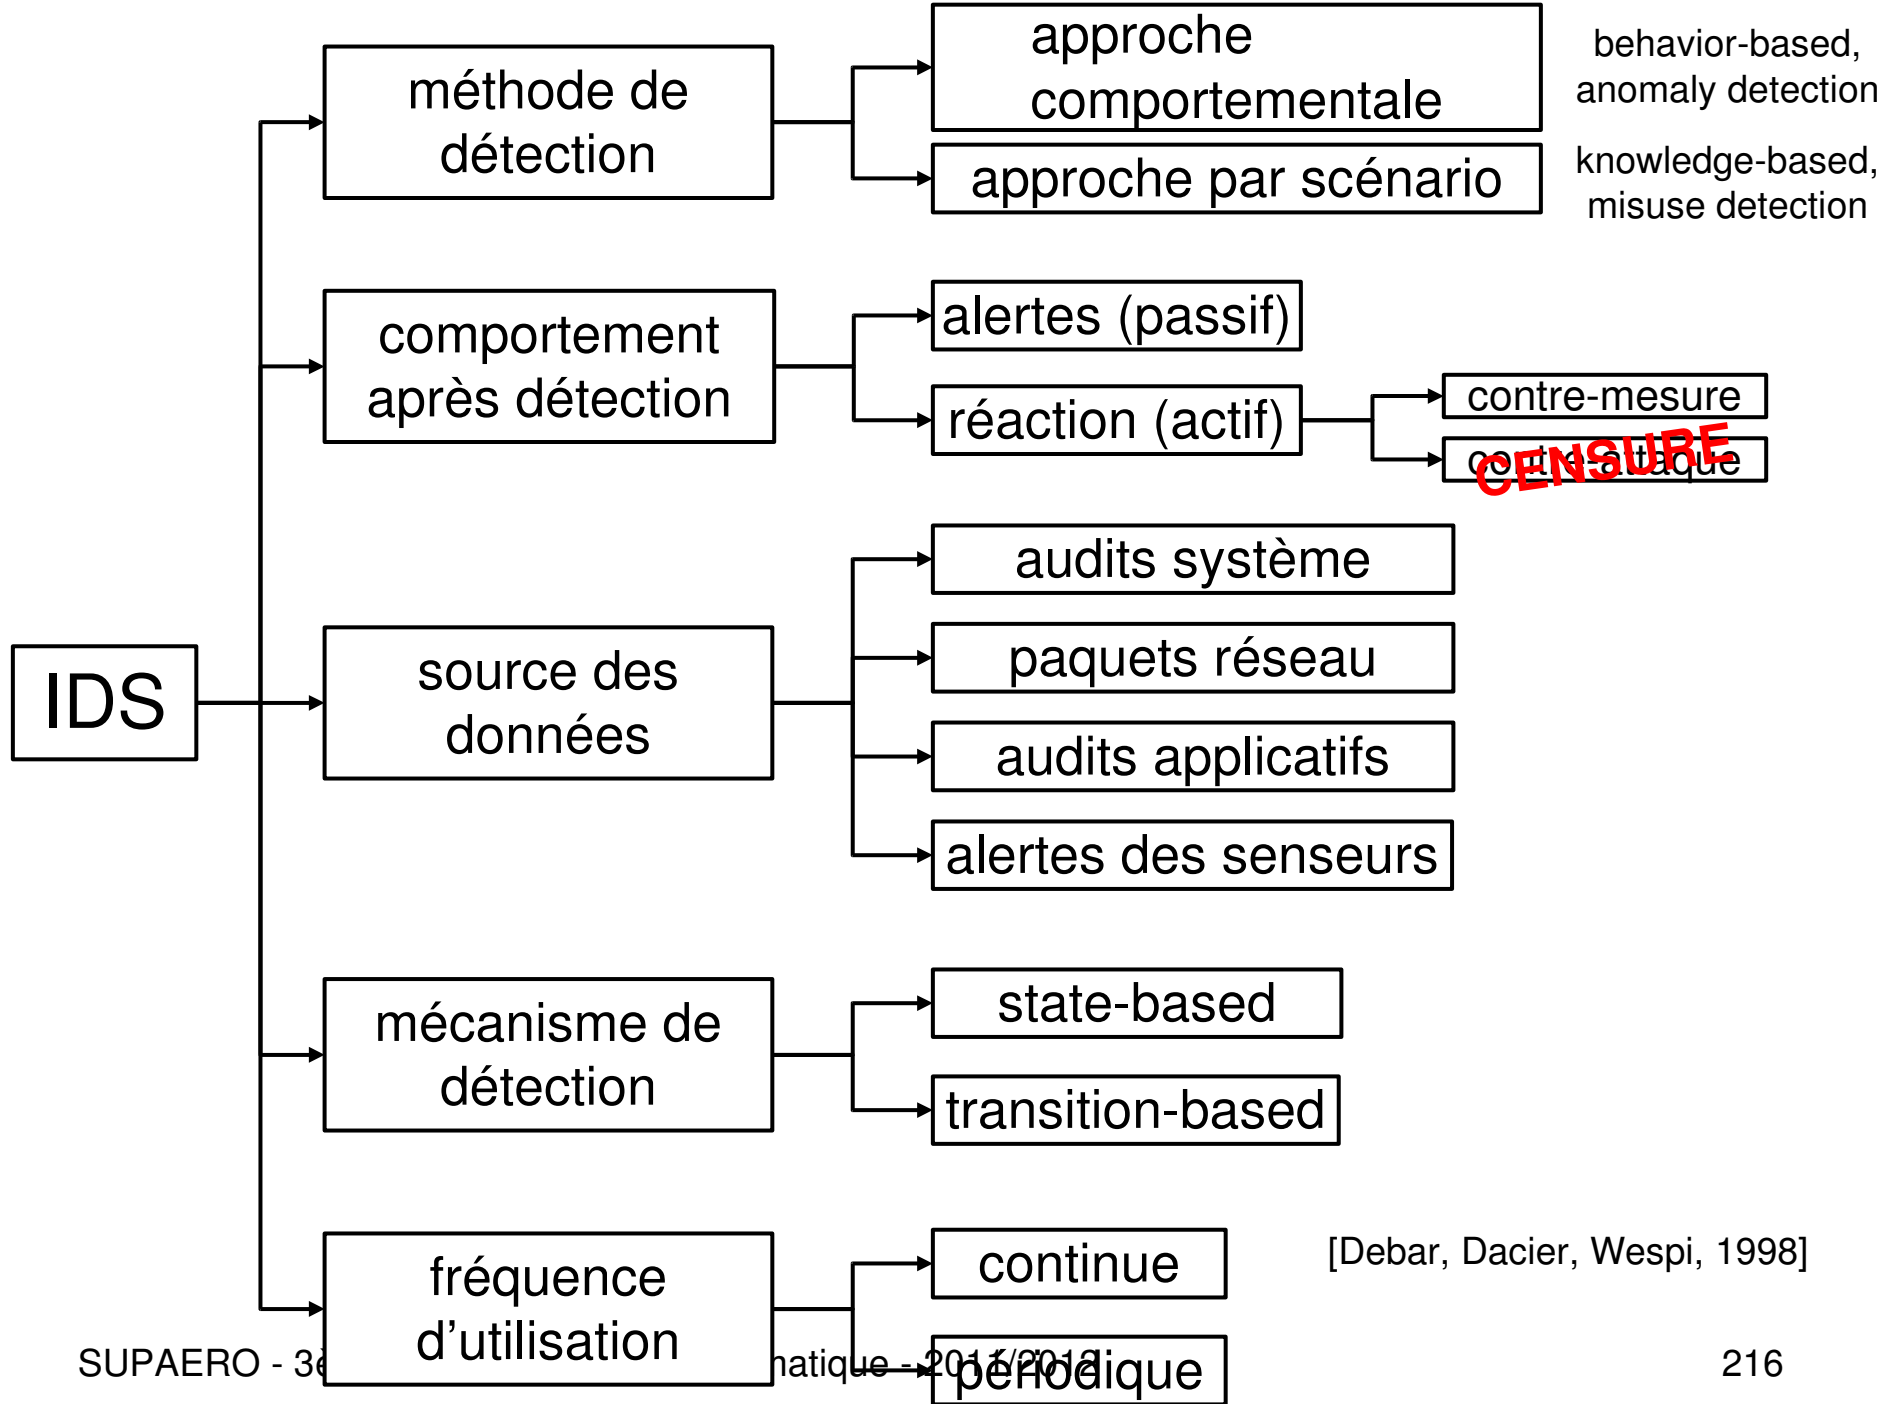 approche
comportementale
behavior-based,
anomaly detection
méthode de
détection
approche par scénario
knowledge-based,
misuse detection
comportement
après détection
alertes (passif)
réaction (actif)
contre-mesure
contre-attaque
CENSURE
IDS
source des
données
audits système
paquets réseau
audits applicatifs
alertes des senseurs
mécanisme de
détection
state-based
transition-based
fréquence
d’utilisation
continue
périodique
[Debar, Dacier, Wespi, 1998]
SUPAERO - 3è matique - 2011/2012
216